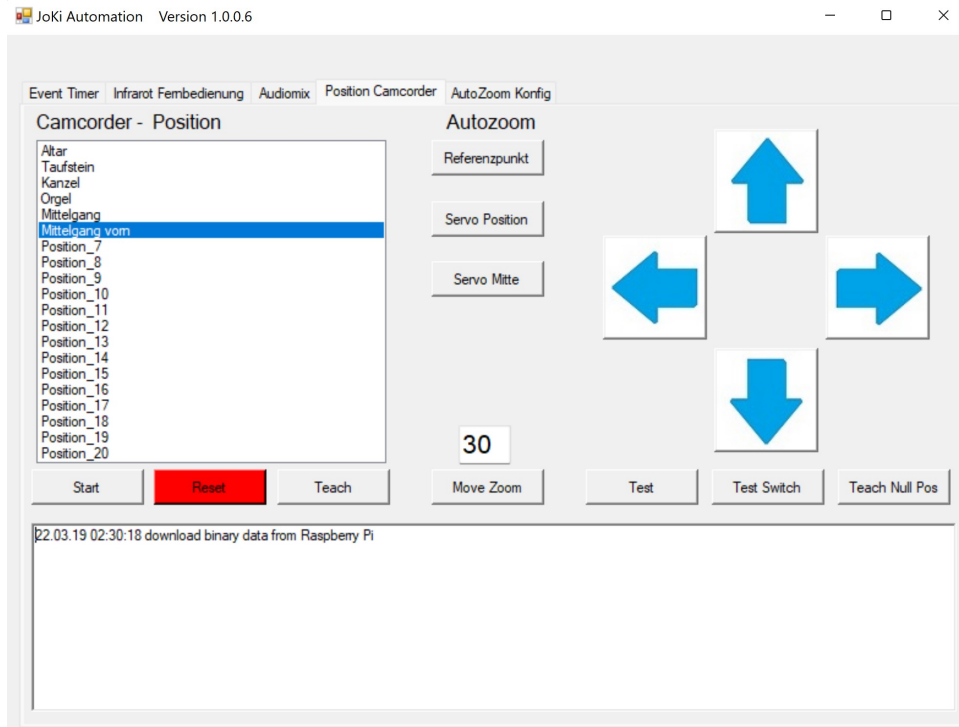 JoKi Automation Version 1.0.0.6
Event Timer Infrarot Fernbedienung Audiomix Position Camcorder AutoZoom Konfig
Camcorder - Position
Altar
Taufstein
Kanzel
Orgel
Mittelgang
Mittelgang vorn
Position_7
Position_8
Position_9
Position_10
Position_11
Position_12
Position_13
Position_14
Position_15
Position_16
Position_17
Position_18
Position_19
Position_20
Autozoom
Referenzpunkt
Servo Position
Servo Mitte
30
Start Reset Teach Move Zoom Test Test Switch Teach Null Pos
22.03.19 02:30:18 download binary data from Raspberry Pi